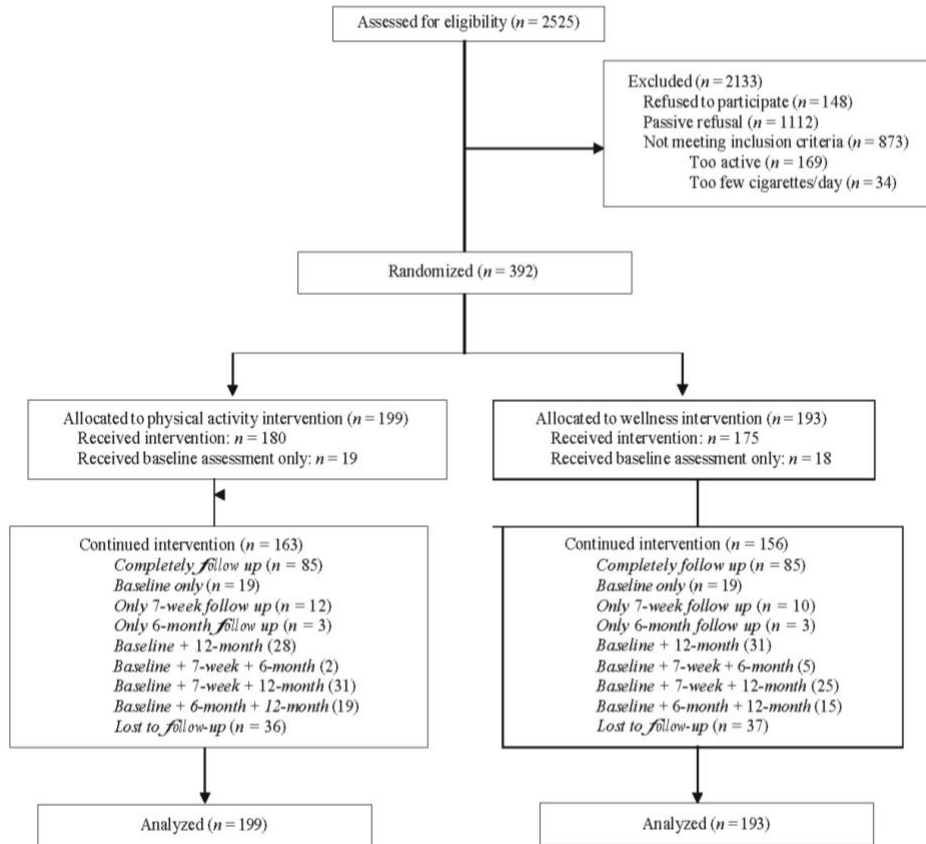 Assessed for eligibility (n = 2525)
Excluded (n = 2133)
Refused to participate (n = 148)
Passive refusal (n = 1112)
Not meeting inclusion criteria (n = 873)
Too active (n = 169)
Too few cigarettes/day (n = 34)
Randomized (n = 392)
Allocated to physical activity intervention (n = 199)
Received intervention: n = 180
Received baseline assessment only: n = 19
Allocated to wellness intervention (n = 193)
Received intervention: n = 175
Received baseline assessment only: n = 18
Continued intervention (n = 163)
Completely follow up (n = 85)
Baseline only (n = 19)
Only 7-week follow up (n = 12)
Only 6-month follow up (n = 3)
Baseline + 12-month (28)
Baseline + 7-week + 6-month (2)
Baseline + 7-week + 12-month (31)
Baseline + 6-month + 12-month (19)
Lost to follow-up (n = 36)
Continued intervention (n = 156)
Completely follow up (n = 85)
Baseline only (n = 19)
Only 7-week follow up (n = 10)
Only 6-month follow up (n = 3)
Baseline + 12-month (31)
Baseline + 7-week + 6-month (5)
Baseline + 7-week + 12-month (25)
Baseline + 6-month + 12-month (15)
Lost to follow-up (n = 37)
Analyzed (n = 199)
Analyzed (n = 193)